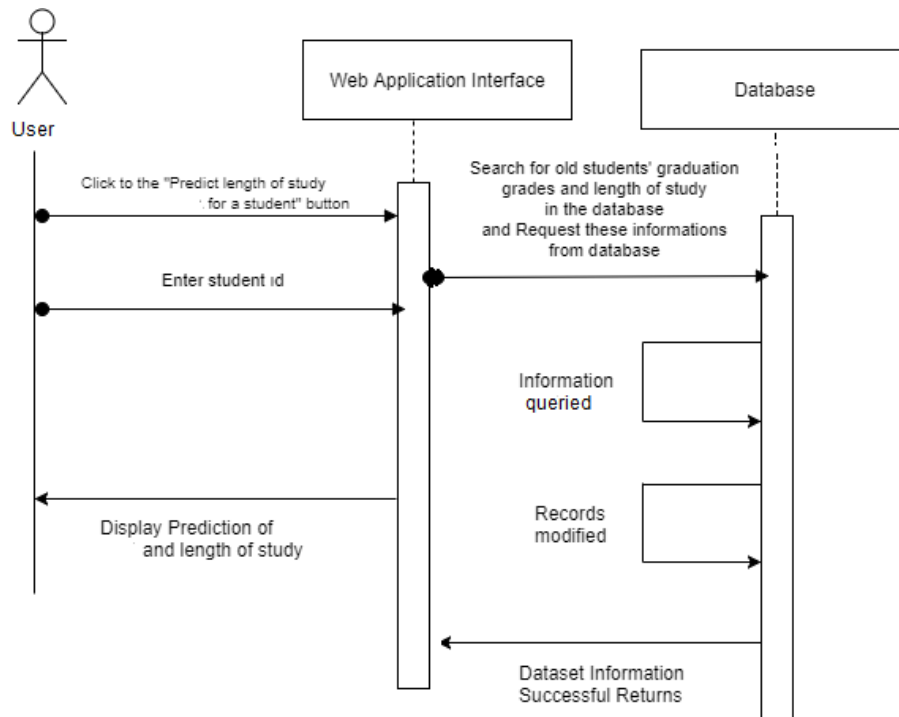 User
Web Application Interface
Database
Click to the "Predict length of study
for a student" button
Search for old students' graduation
grades and length of study
in the database
and Request these informations
from database
Enter student id
Information
queried
Display Prediction of
and length of study
Records
modified
Dataset Information
Successful Returns